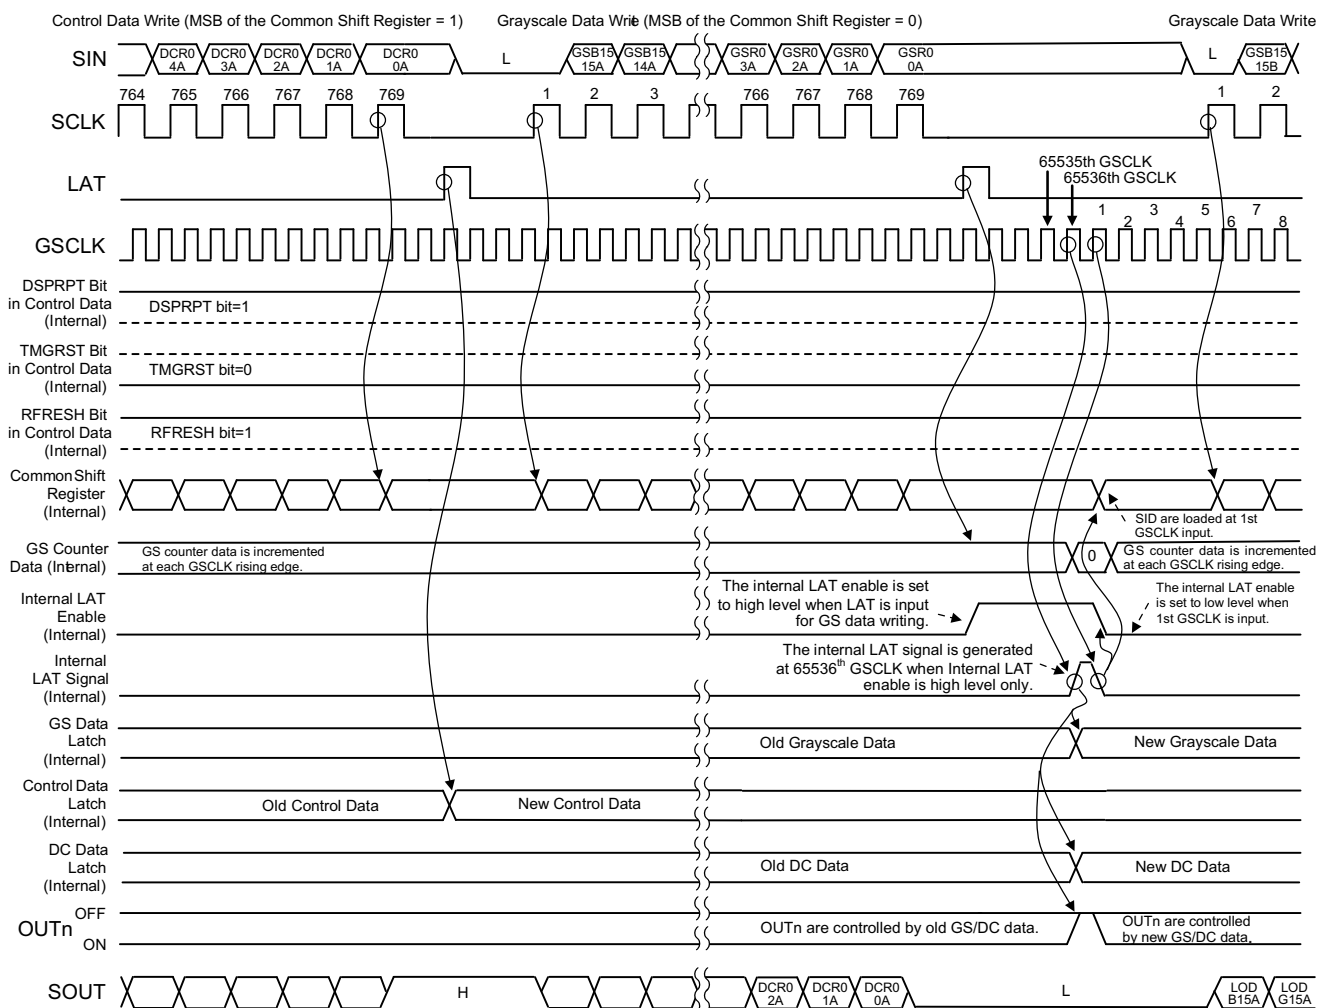 Control Data Write (MSB of the Common Shift Register = 1)
Grayscale Data Write (MSB of the Common Shift Register = 0)
Grayscale Data Write
SIN
DCR0 4A
DCR0 3A
DCR0 2A
DCR0 1A
DCR0 0A
L
GSB15 15A
GSB15 14A
GSR0 3A
GSR0 2A
GSR0 1A
GSR0 0A
L
GSB15 15B
SCLK
764 765 766 767 768 769 1 2 3 766 767 768 769 1 2
LAT
65535th GSCLK
65536th GSCLK
GSCLK
1 2 3 4 5 6 7 8
DSPRPT Bit
in Control Data
(Internal)
DSPRPT bit=1
TMGRST Bit
in Control Data
(Internal)
TMGRST bit=0
RFRESH Bit
in Control Data
(Internal)
RFRESH bit=1
Common Shift
Register
(Internal)
SID are loaded at 1st
GSCLK input.
GS Counter
Data (Internal)
GS counter data is incremented
at each GSCLK rising edge.
0
GS counter data is incremented
at each GSCLK rising edge.
Internal LAT
Enable
(Internal)
The internal LAT enable is set
to high level when LAT is input
for GS data writing.
The internal LAT enable
is set to low level when
1st GSCLK is input.
Internal
LAT Signal
(Internal)
The internal LAT signal is generated
at 65536th GSCLK when Internal LAT
enable is high level only.
GS Data
Latch
(Internal)
Old Grayscale Data
New Grayscale Data
Control Data
Latch
(Internal)
Old Control Data
New Control Data
DC Data
Latch
(Internal)
Old DC Data
New DC Data
OUTn
OFF
ON
OUTn are controlled by old GS/DC data.
OUTn are controlled
by new GS/DC data.
SOUT
H
DCR0 2A
DCR0 1A
DCR0 0A
L
LOD B15A
LOD G15A